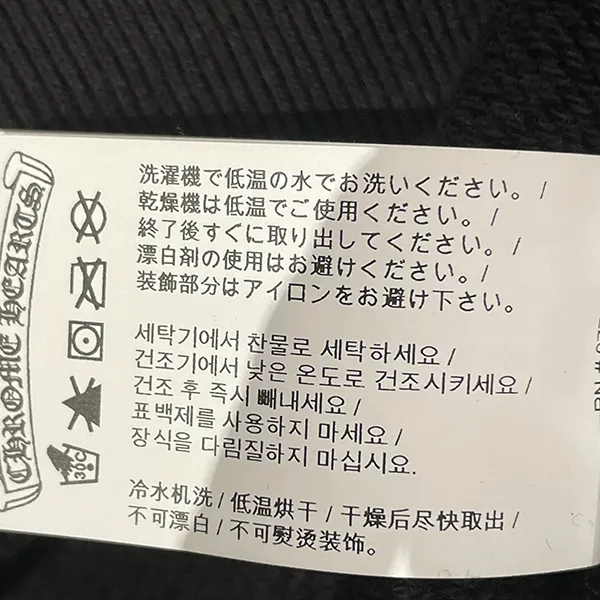 CHROME HEARTS
洗濯機で低温の水でお洗いください。/
乾燥機は低温でご使用ください。/
終了後すぐに取り出してください。/
漂白剤の使用はお避けください。/
装飾部分はアイロンをお避け下さい。
세탁기에서 찬물로 세탁하세요 /
건조기에서 낮은 온도로 건조시키세요 /
건조 후 즉시 빼내세요 /
표백제를 사용하지 마세요 /
장식을 다림질하지 마십시요.
冷水机洗 / 低温烘干 / 干燥后尽快取出 /
不可漂白 / 不可熨烫装饰。
30C
RN #